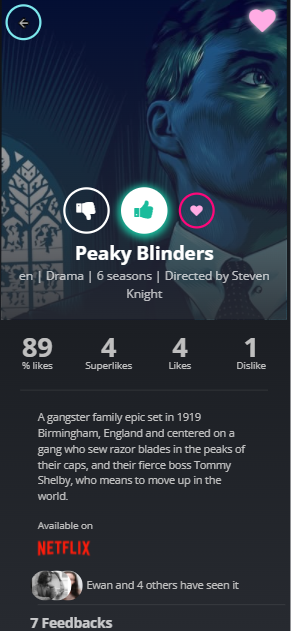 Peaky Blinders
en | Drama | 6 seasons | Directed by Steven
Knight
89
4
4
1
% likes
Superlikes
Likes
Dislike
A gangster family epic set in 1919
Birmingham, England and centered on a
gang who sew razor blades in the peaks of
their caps, and their fierce boss Tommy
Shelby, who means to move up in the
world.
Available on
NETFLIX
Ewan and 4 others have seen it
7 Feedbacks